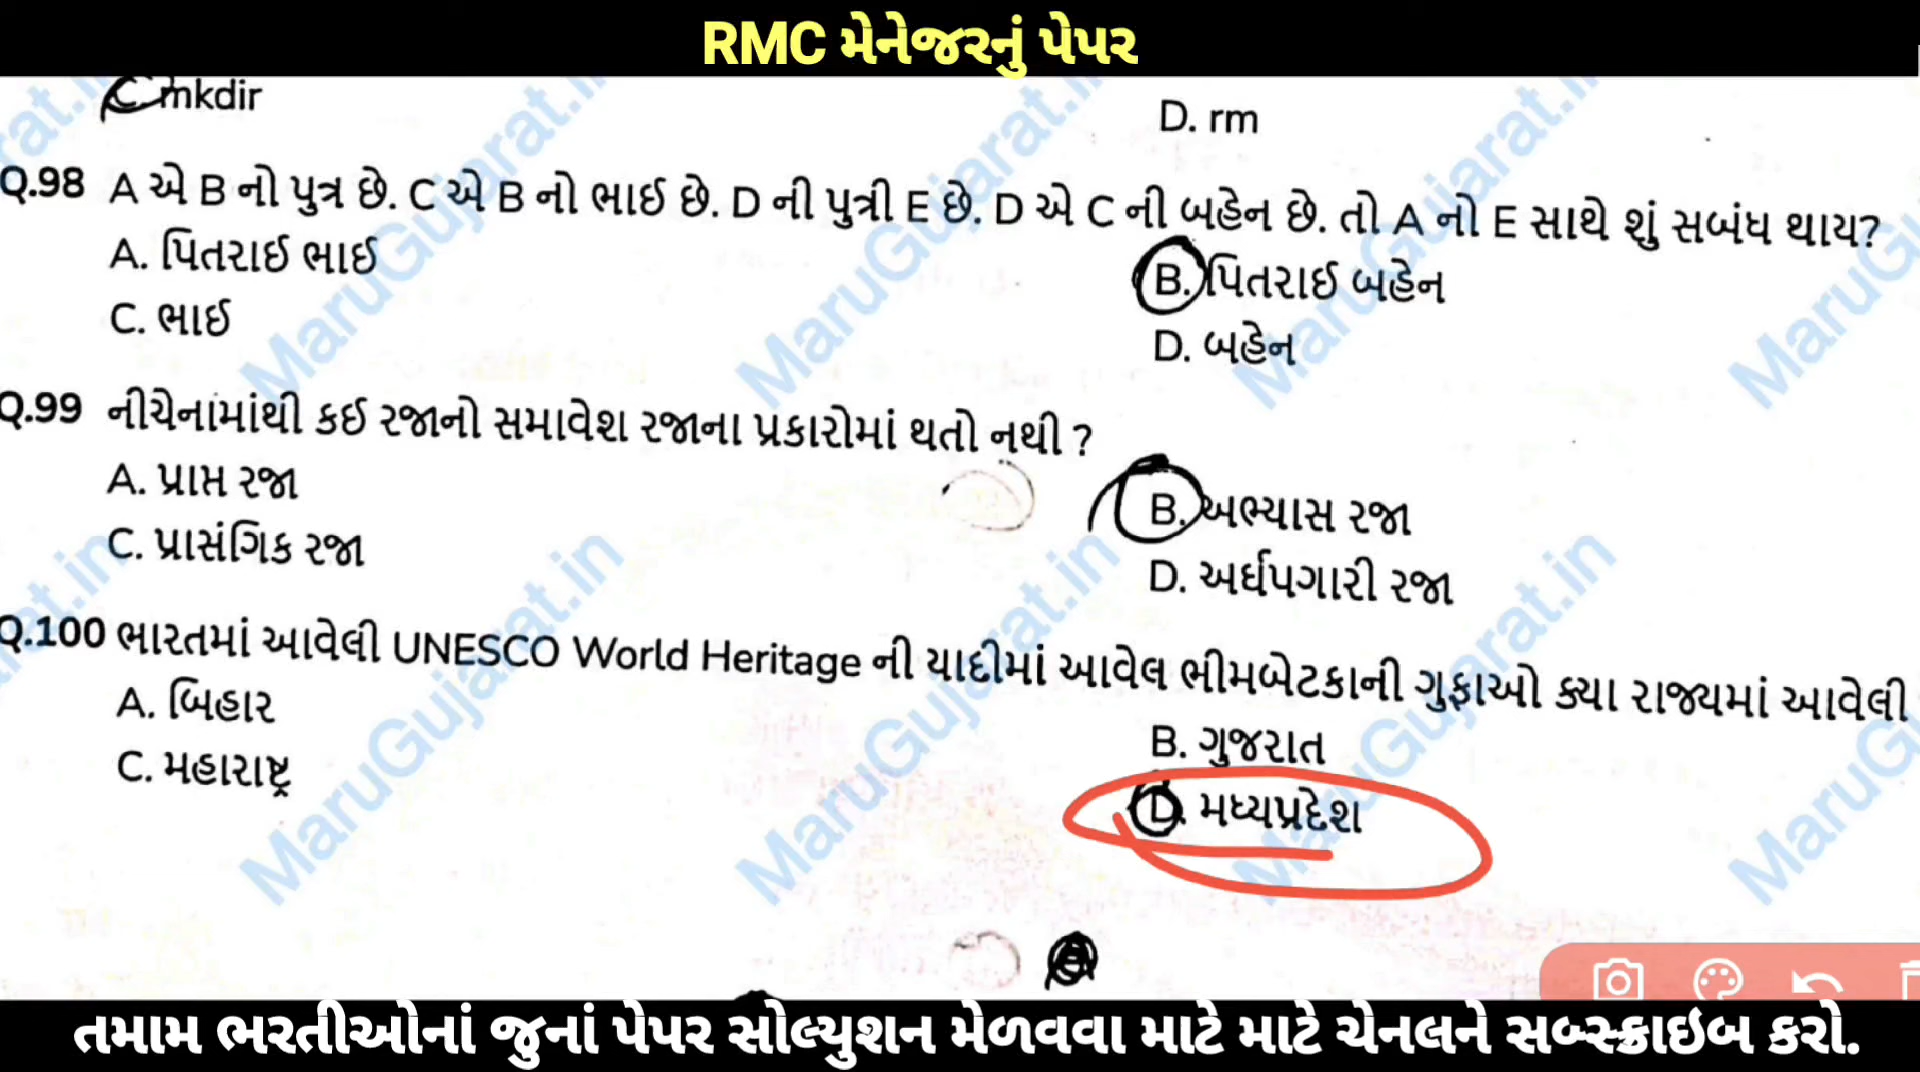 RMC મેનેજરનું પેપર
C. mkdir
D. rm
Q.98 A એ B નો પુત્ર છે. C એ B નો ભાઈ છે. D ની પુત્રી E છે. D એ C ની બહેન છે. તો A નો E સાથે શું સબંધ થાય?
A. પિતરાઈ ભાઈ
B. પિતરાઈ બહેન
C. ભાઈ
D. બહેન
Q.99 નીચેનામાંથી કઈ રજાનો સમાવેશ રજાના પ્રકારોમાં થતો નથી ?
A. પ્રાપ્ત રજા
B. અભ્યાસ રજા
C. પ્રાસંગિક રજા
D. અર્ધપગારી રજા
Q.100 ભારતમાં આવેલી UNESCO World Heritage ની યાદીમાં આવેલ ભીમબેટકાની ગુફાઓ ક્યા રાજ્યમાં આવેલી
A. બિહાર
B. ગુજરાત
C. મહારાષ્ટ્ર
D. મધ્યપ્રદેશ
MaruGujarat.in
તમામ ભરતીઓનાં જુનાં પેપર સોલ્યુશન મેળવવા માટે માટે ચેનલને સબ્સ્ક્રાઇબ કરો.